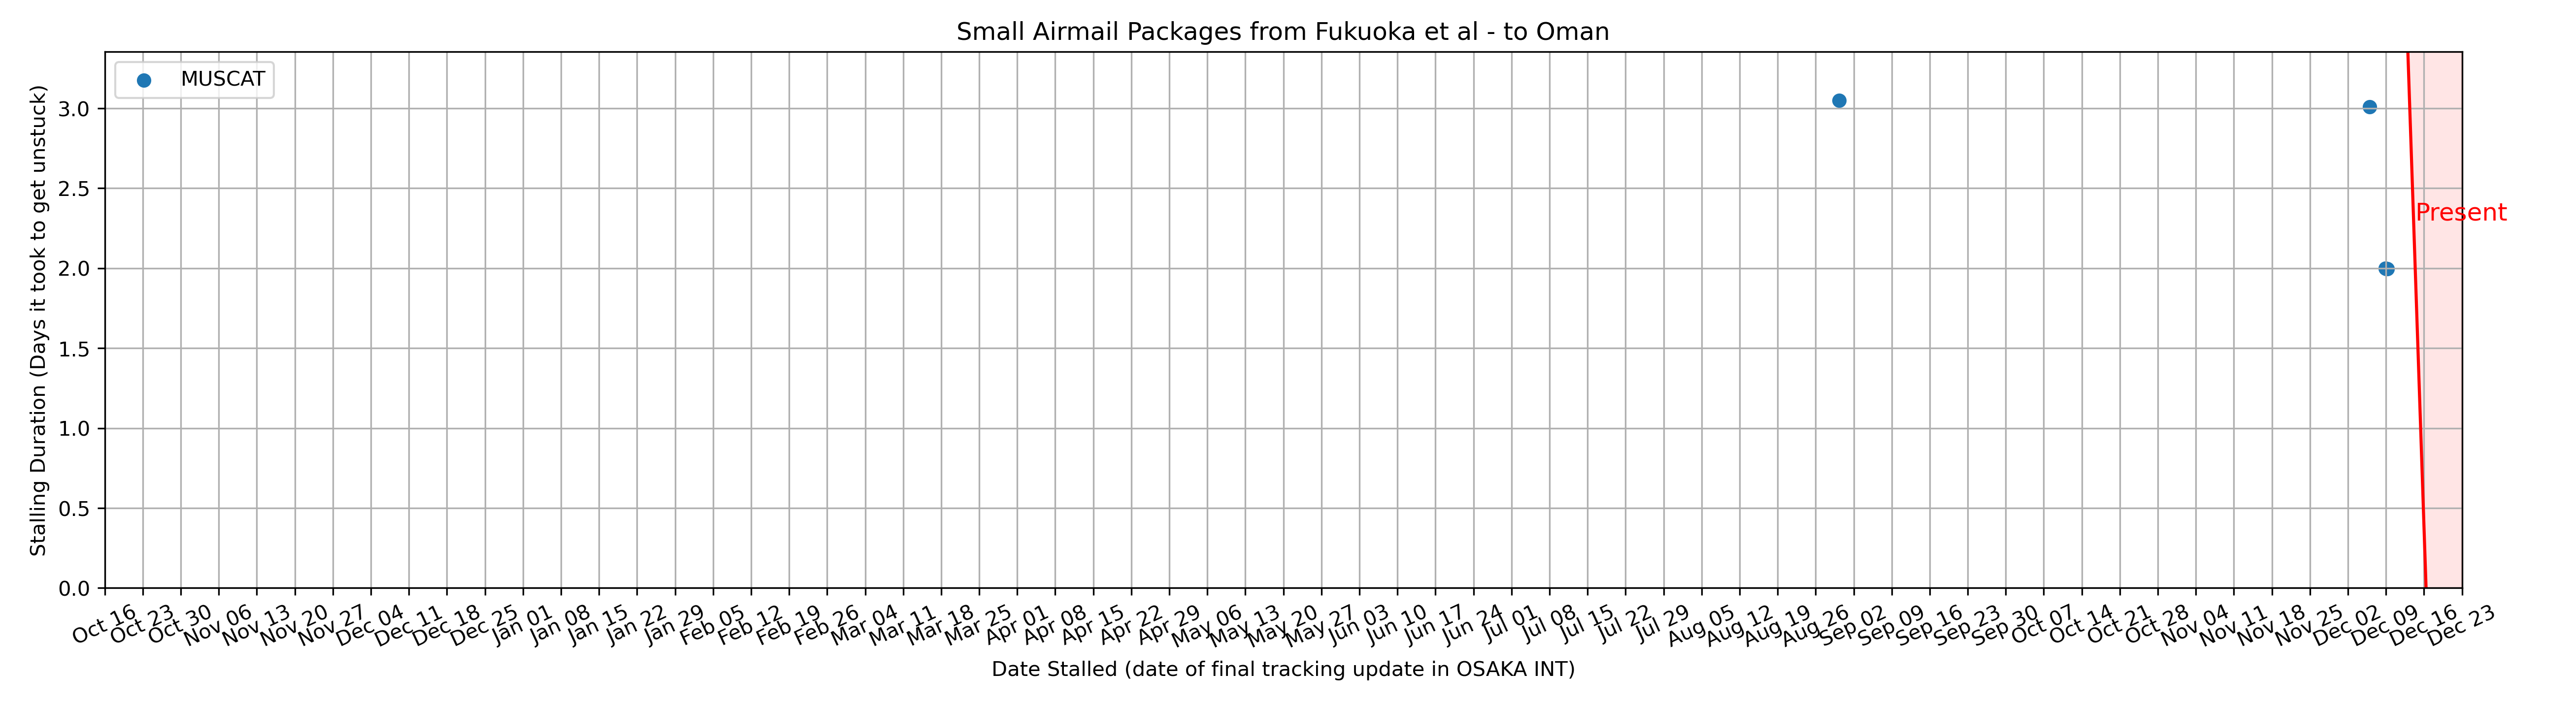 Small Airmail Packages from Fukuoka et al - to Oman
MUSCAT
Stalling Duration (Days it took to get unstuck)
3.0
2.5
2.0
1.5
1.0
0.5
0.0
Present
Oct 16 Oct 23 Oct 30 Nov 06 Nov 13 Nov 20 Nov 27 Dec 04 Dec 11 Dec 18 Dec 25 Jan 01 Jan 08 Jan 15 Jan 22 Jan 29 Feb 05 Feb 12 Feb 19 Feb 26 Mar 04 Mar 11 Mar 18 Mar 25 Apr 01 Apr 08 Apr 15 Apr 22 Apr 29 May 06 May 13 May 20 May 27 Jun 03 Jun 10 Jun 17 Jun 24 Jul 01 Jul 08 Jul 15 Jul 22 Jul 29 Aug 05 Aug 12 Aug 19 Aug 26 Sep 02 Sep 09 Sep 16 Sep 23 Sep 30 Oct 07 Oct 14 Oct 21 Oct 28 Nov 04 Nov 11 Nov 18 Nov 25 Dec 02 Dec 09 Dec 16 Dec 23
Date Stalled (date of final tracking update in OSAKA INT)